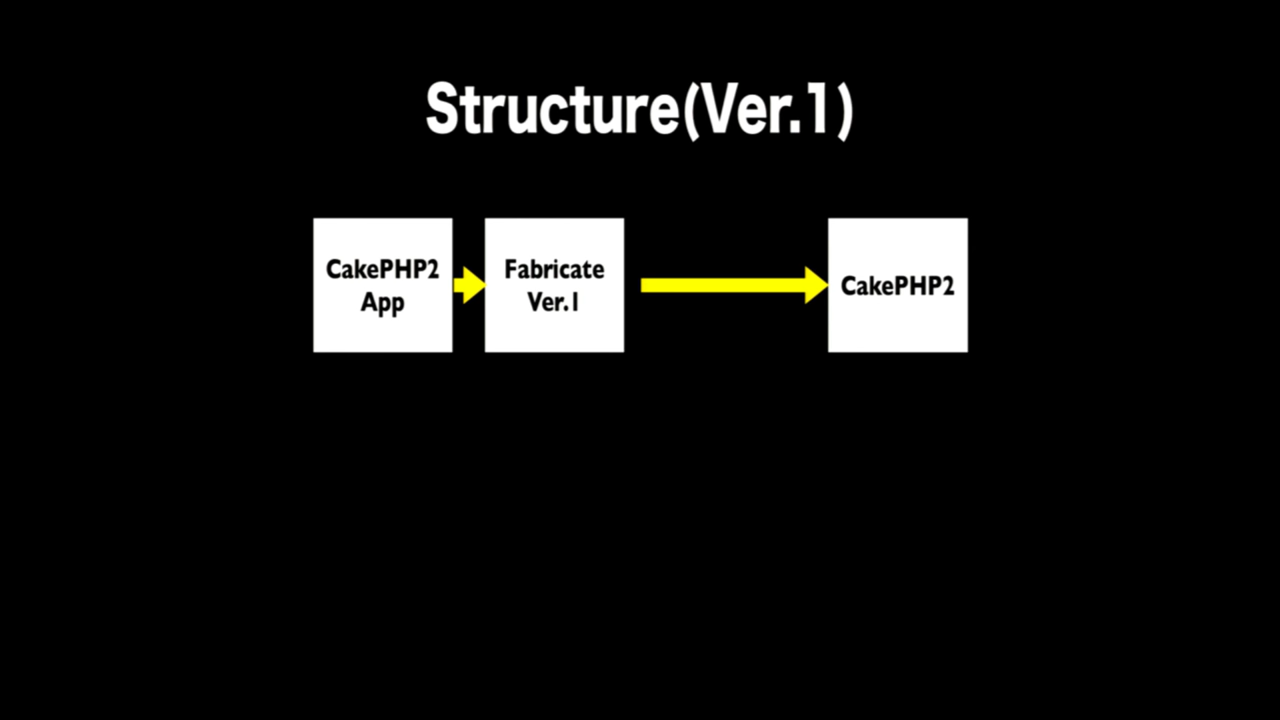 Structure(Ver.1)
CakePHP2
App
Fabricate
Ver.1
CakePHP2